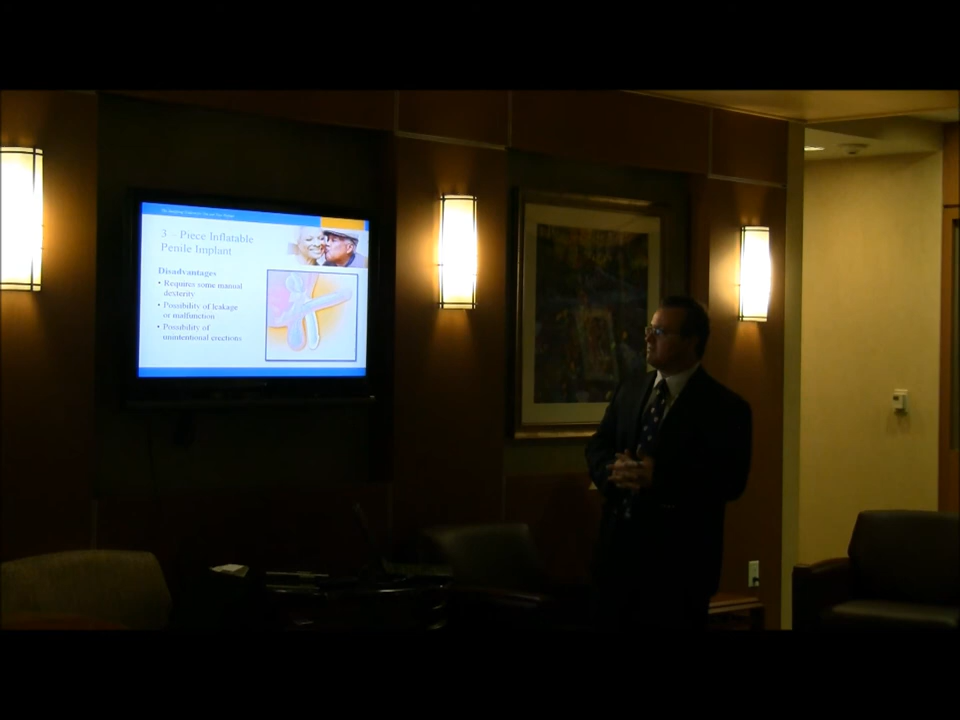 3 - Piece Inflatable
Penile Implant
Disadvantages
• Requires some manual
dexterity
• Possibility of leakage
or malfunction
• Possibility of
unintentional erections